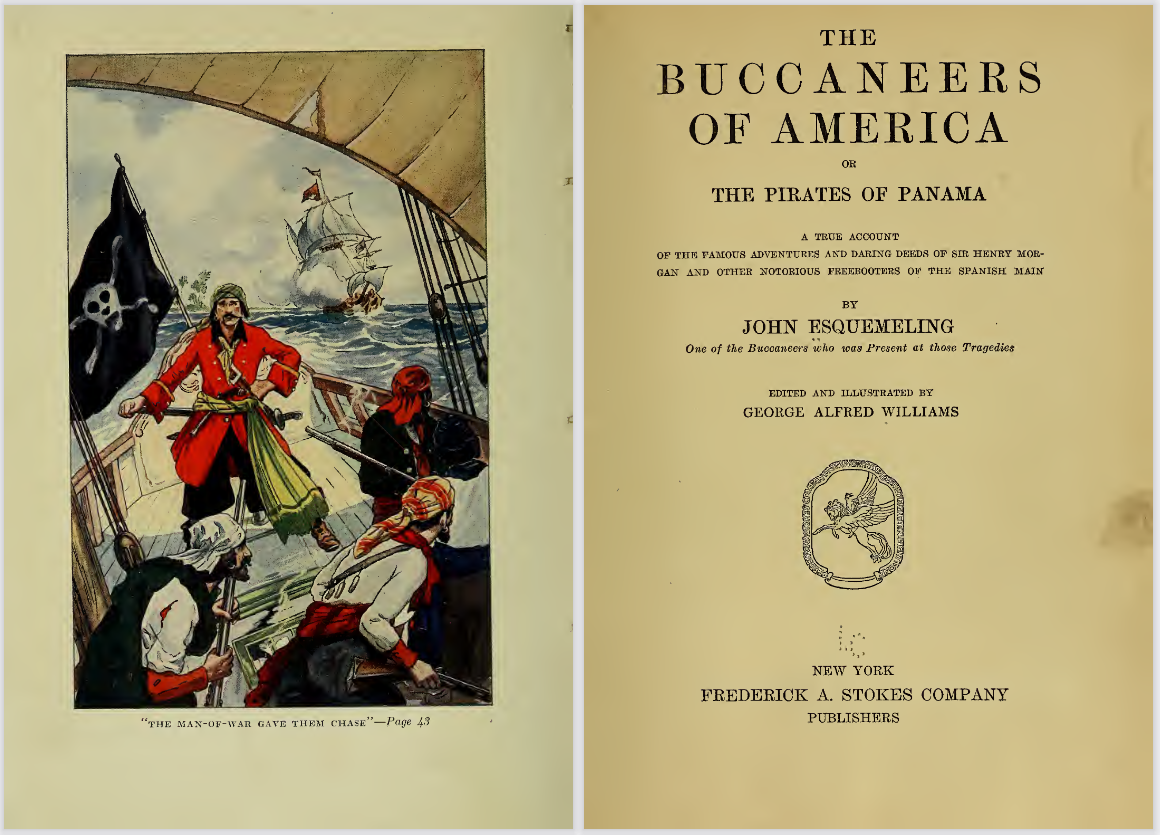 "THE MAN-OF-WAR GAVE THEM CHASE"—Page 43
THE
BUCCANEERS
OF AMERICA
OR
THE PIRATES OF PANAMA
A TRUE ACCOUNT
OF THE FAMOUS ADVENTURES AND DARING DEEDS OF SIR HENRY MOR-
GAN AND OTHER NOTORIOUS FREEBOOTERS OF THE SPANISH MAIN
BY
JOHN ESQUEMELING
One of the Buccaneers who was Present at those Tragedies
EDITED AND ILLUSTRATED BY
GEORGE ALFRED WILLIAMS
NEW YORK
FREDERICK A. STOKES COMPANY
PUBLISHERS